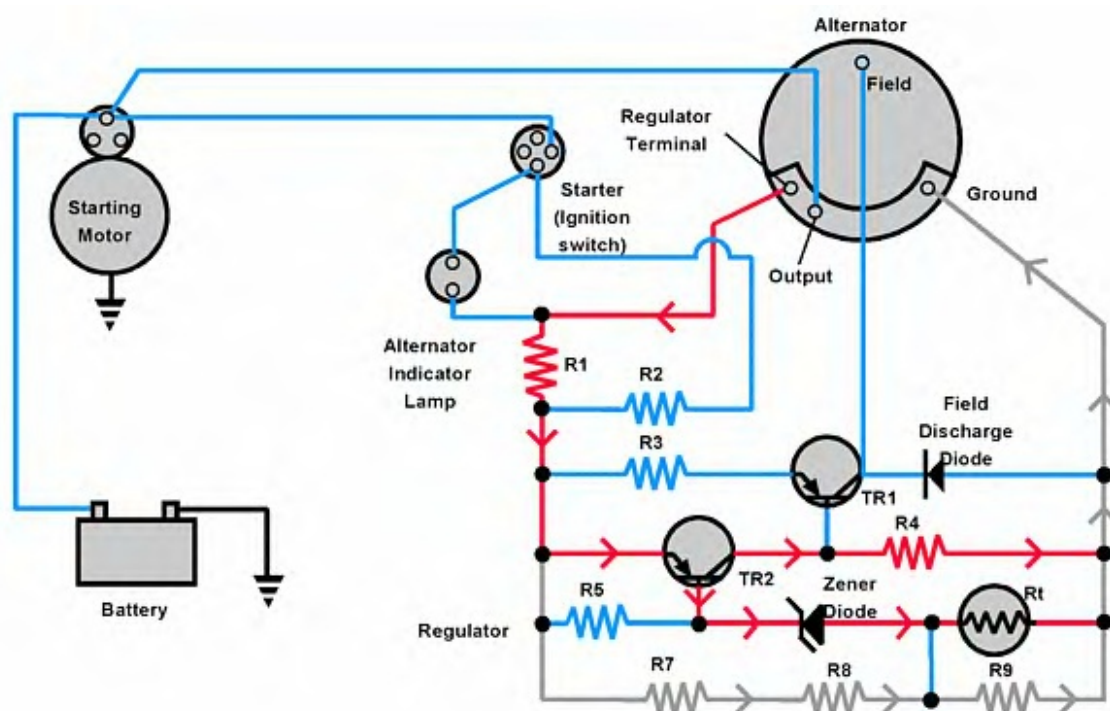 Alternator
Field
Regulator
Terminal
Starting
Motor
Starter
(Ignition
switch)
Ground
Output
Alternator
Indicator
Lamp
R1
R2
R3
Field
Discharge
Diode
TR1
R4
TR2
Zener
Diode
Rt
Battery
Regulator
R5
R7
R8
R9